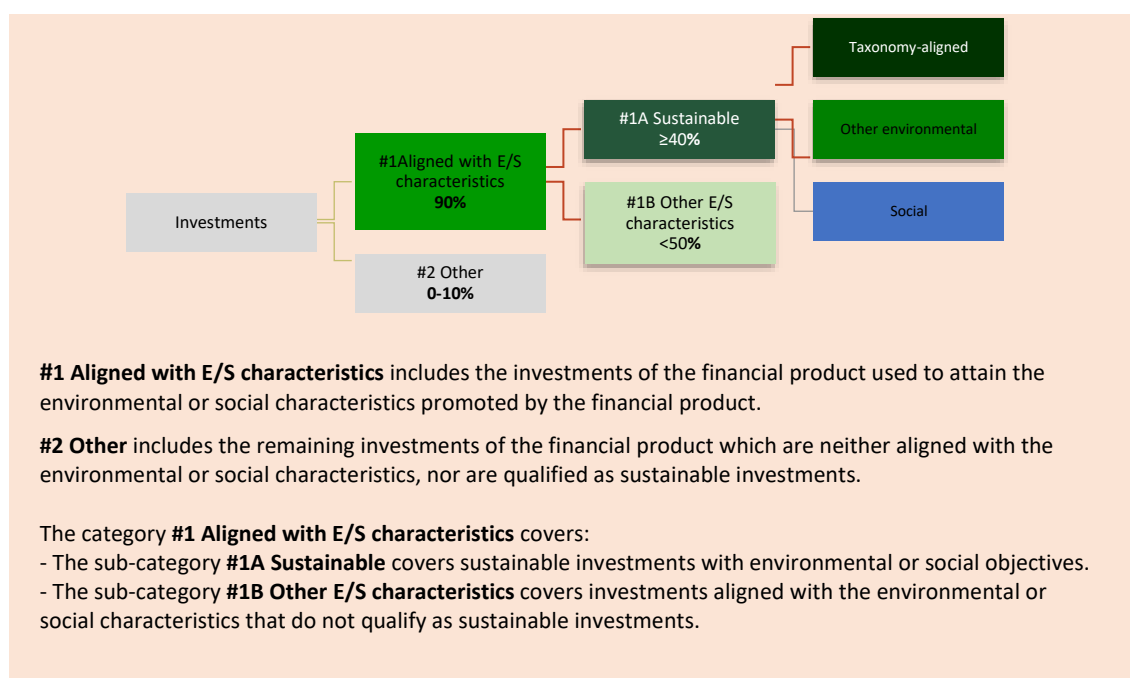 Taxonomy-aligned
#1A Sustainable
≥40%
Other environmental
#1Aligned with E/S
characteristics
90%
#1B Other E/S
characteristics
<50%
Social
Investments
#2 Other
0-10%
#1 Aligned with E/S characteristics includes the investments of the financial product used to attain the
environmental or social characteristics promoted by the financial product.
#2 Other includes the remaining investments of the financial product which are neither aligned with the
environmental or social characteristics, nor are qualified as sustainable investments.
The category #1 Aligned with E/S characteristics covers:
- The sub-category #1A Sustainable covers sustainable investments with environmental or social objectives.
- The sub-category #1B Other E/S characteristics covers investments aligned with the environmental or
social characteristics that do not qualify as sustainable investments.